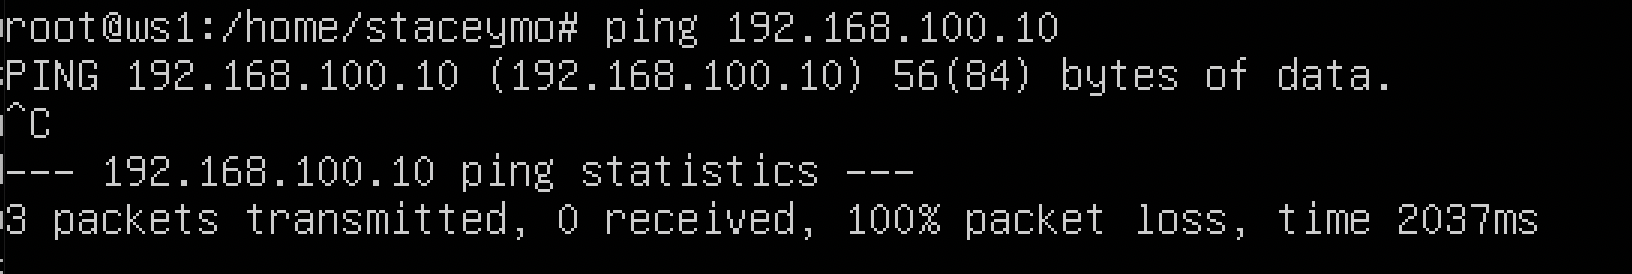 root@ws1:/home/staceymo# ping 192.168.100.10
PING 192.168.100.10 (192.168.100.10) 56(84) bytes of data.
^C
--- 192.168.100.10 ping statistics ---
3 packets transmitted, 0 received, 100% packet loss, time 2037ms